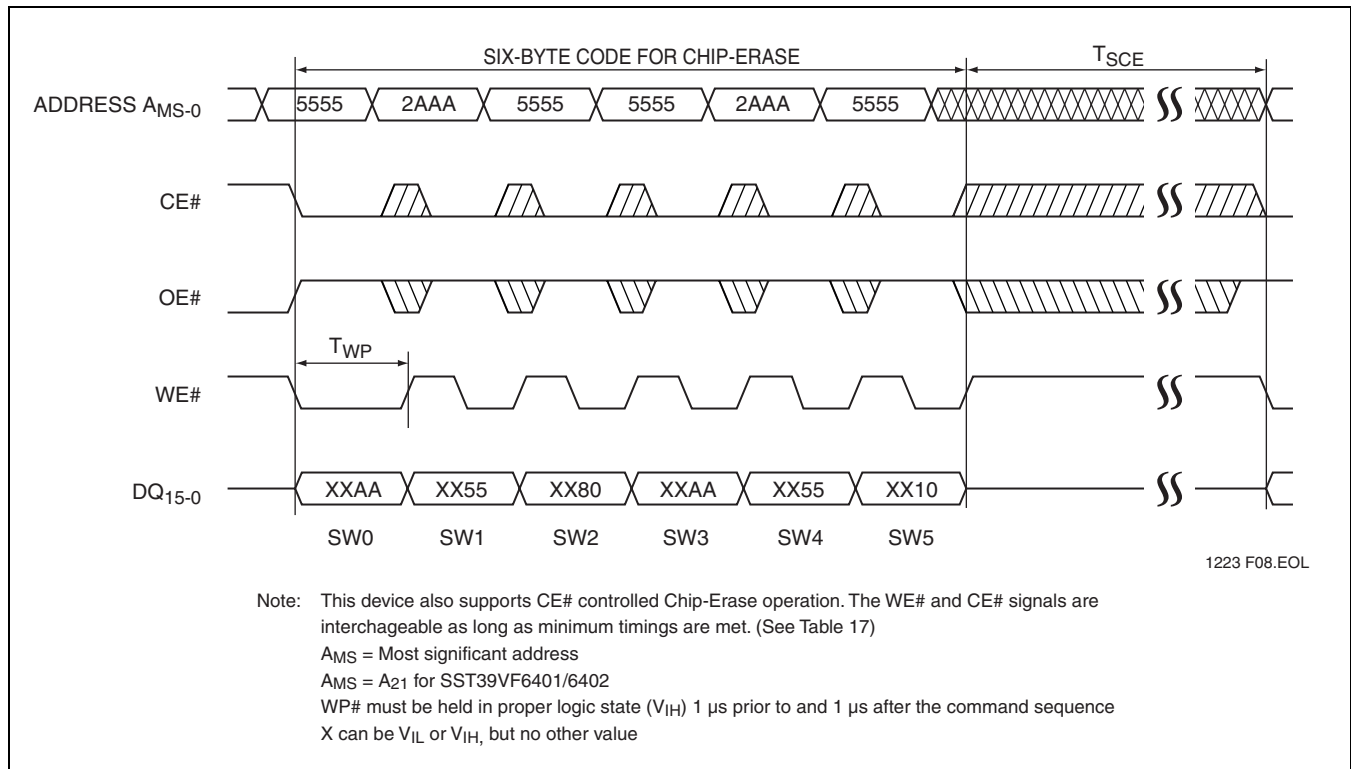 SIX-BYTE CODE FOR CHIP-ERASE TSCE
ADDRESS AMS-0 5555 2AAA 5555 5555 2AAA 5555
CE#
OE#
TWP
WE#
DQ15-0 XXAA XX55 XX80 XXAA XX55 XX10
SW0 SW1 SW2 SW3 SW4 SW5
1223 F08.EOL
Note: This device also supports CE# controlled Chip-Erase operation. The WE# and CE# signals are
interchageable as long as minimum timings are met. (See Table 17)
AMS = Most significant address
AMS = A21 for SST39VF6401/6402
WP# must be held in proper logic state (VIH) 1 µs prior to and 1 µs after the command sequence
X can be VIL or VIH, but no other value